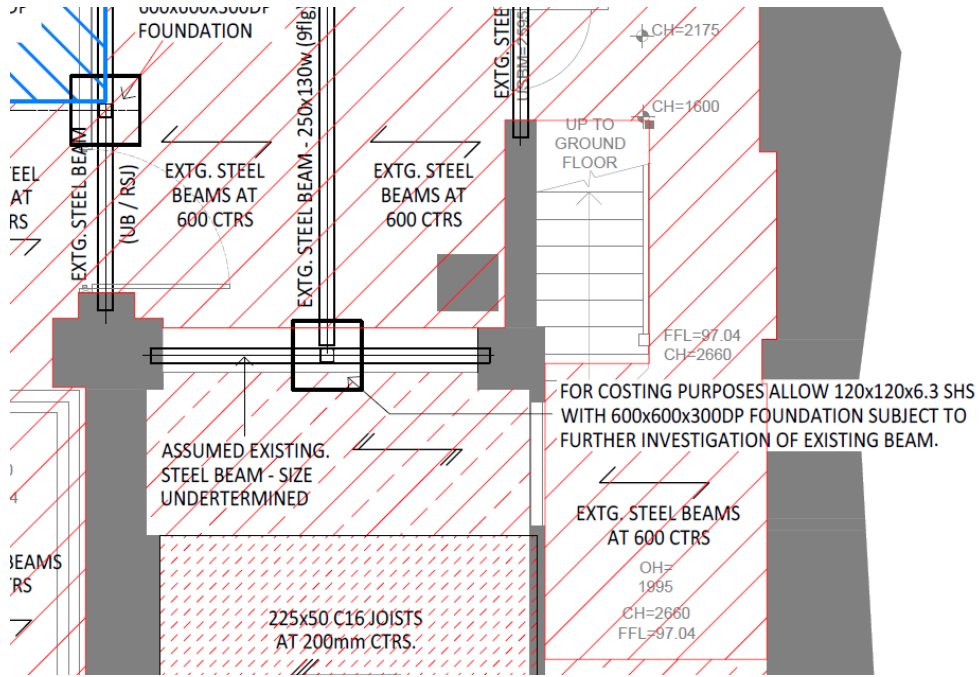 600x600x300DP
FOUNDATION
EXTG. STEEL BEAM
(UB / RSJ)
EXTG. STEEL BEAM - 250x130w (9flg
EXTG. STEE
USBM=2595
CH=2175
CH=1600
UP TO
GROUND
FLOOR
EXTG. STEEL
BEAMS AT
600 CTRS
EXTG. STEEL
BEAMS AT
600 CTRS
AT
FFL=97.04
CH=2660
FOR COSTING PURPOSES ALLOW 120x120x6.3 SHS
WITH 600x600x300DP FOUNDATION SUBJECT TO
FURTHER INVESTIGATION OF EXISTING BEAM.
ASSUMED EXISTING.
STEEL BEAM - SIZE
UNDERTERMINED
EXTG. STEEL BEAMS
AT 600 CTRS
OH=
1995
CH=2660
FFL=97.04
BEAMS
225x50 C16 JOISTS
AT 200mm CTRS.